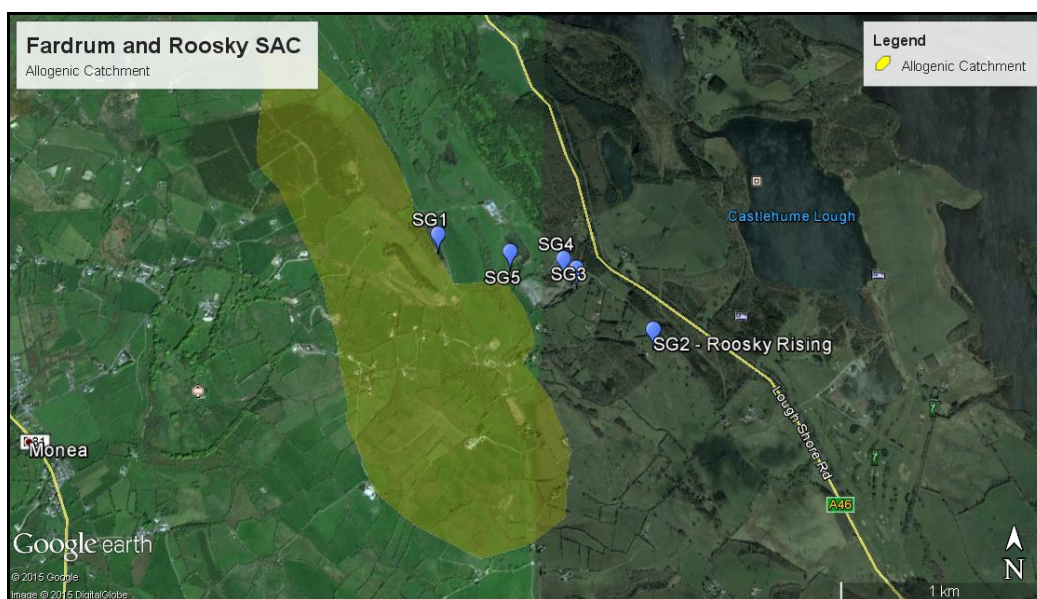 Fardrum and Roosky SAC
Allogenic Catchment
Legend
Allogenic Catchment
SG1
SG4
SG5
SG3
Castlehume Lough
SG2 - Roosky Rising
Lough Shore Rd
Monea
A46
Google earth
N
© 2015 Google
Image © 2015 DigitalGlobe
1 km